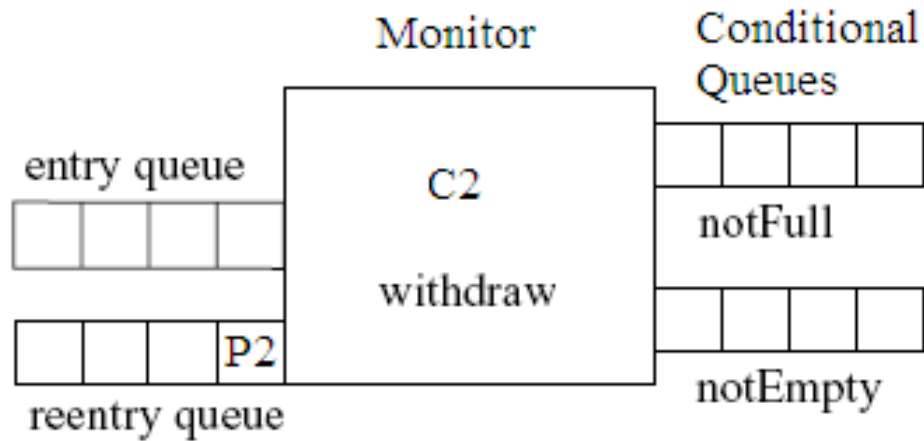 Monitor
Conditional
Queues
entry queue
C2
notFull
withdraw
P2
notEmpty
reentry queue